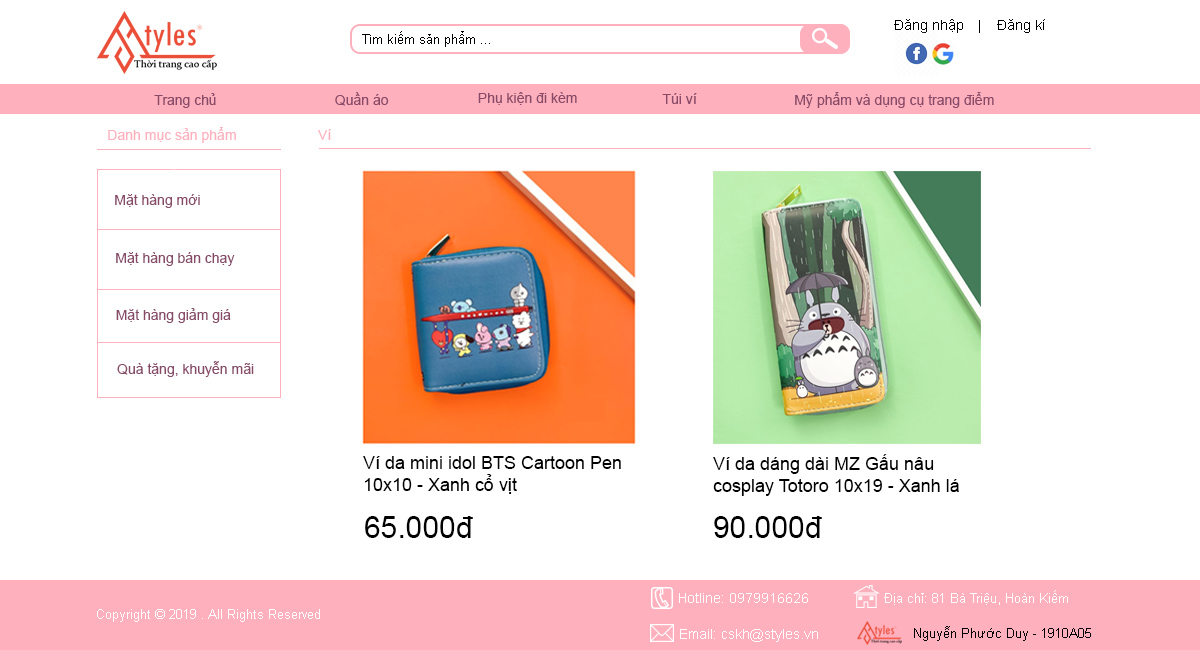 Styles
Thời trang cao cấp
Tìm kiếm sản phẩm ...
Đăng nhập | Đăng kí
Trang chủ
Quần áo
Phụ kiện đi kèm
Túi ví
Mỹ phẩm và dụng cụ trang điểm
Danh mục sản phẩm
Ví
Mặt hàng mới
Mặt hàng bán chạy
Mặt hàng giảm giá
Quà tặng, khuyễn mãi
Ví da mini idol BTS Cartoon Pen
10x10 - Xanh cổ vịt
65.000đ
Ví da dáng dài MZ Gấu nâu
cosplay Totoro 10x19 - Xanh lá
90.000đ
Copyright © 2019 . All Rights Reserved
Hotline: 0979916626
Địa chỉ: 81 Bà Triệu, Hoàn Kiếm
Email: cskh@styles.vn
Styles
Thời trang cao cấp
Nguyễn Phước Duy - 1910A05